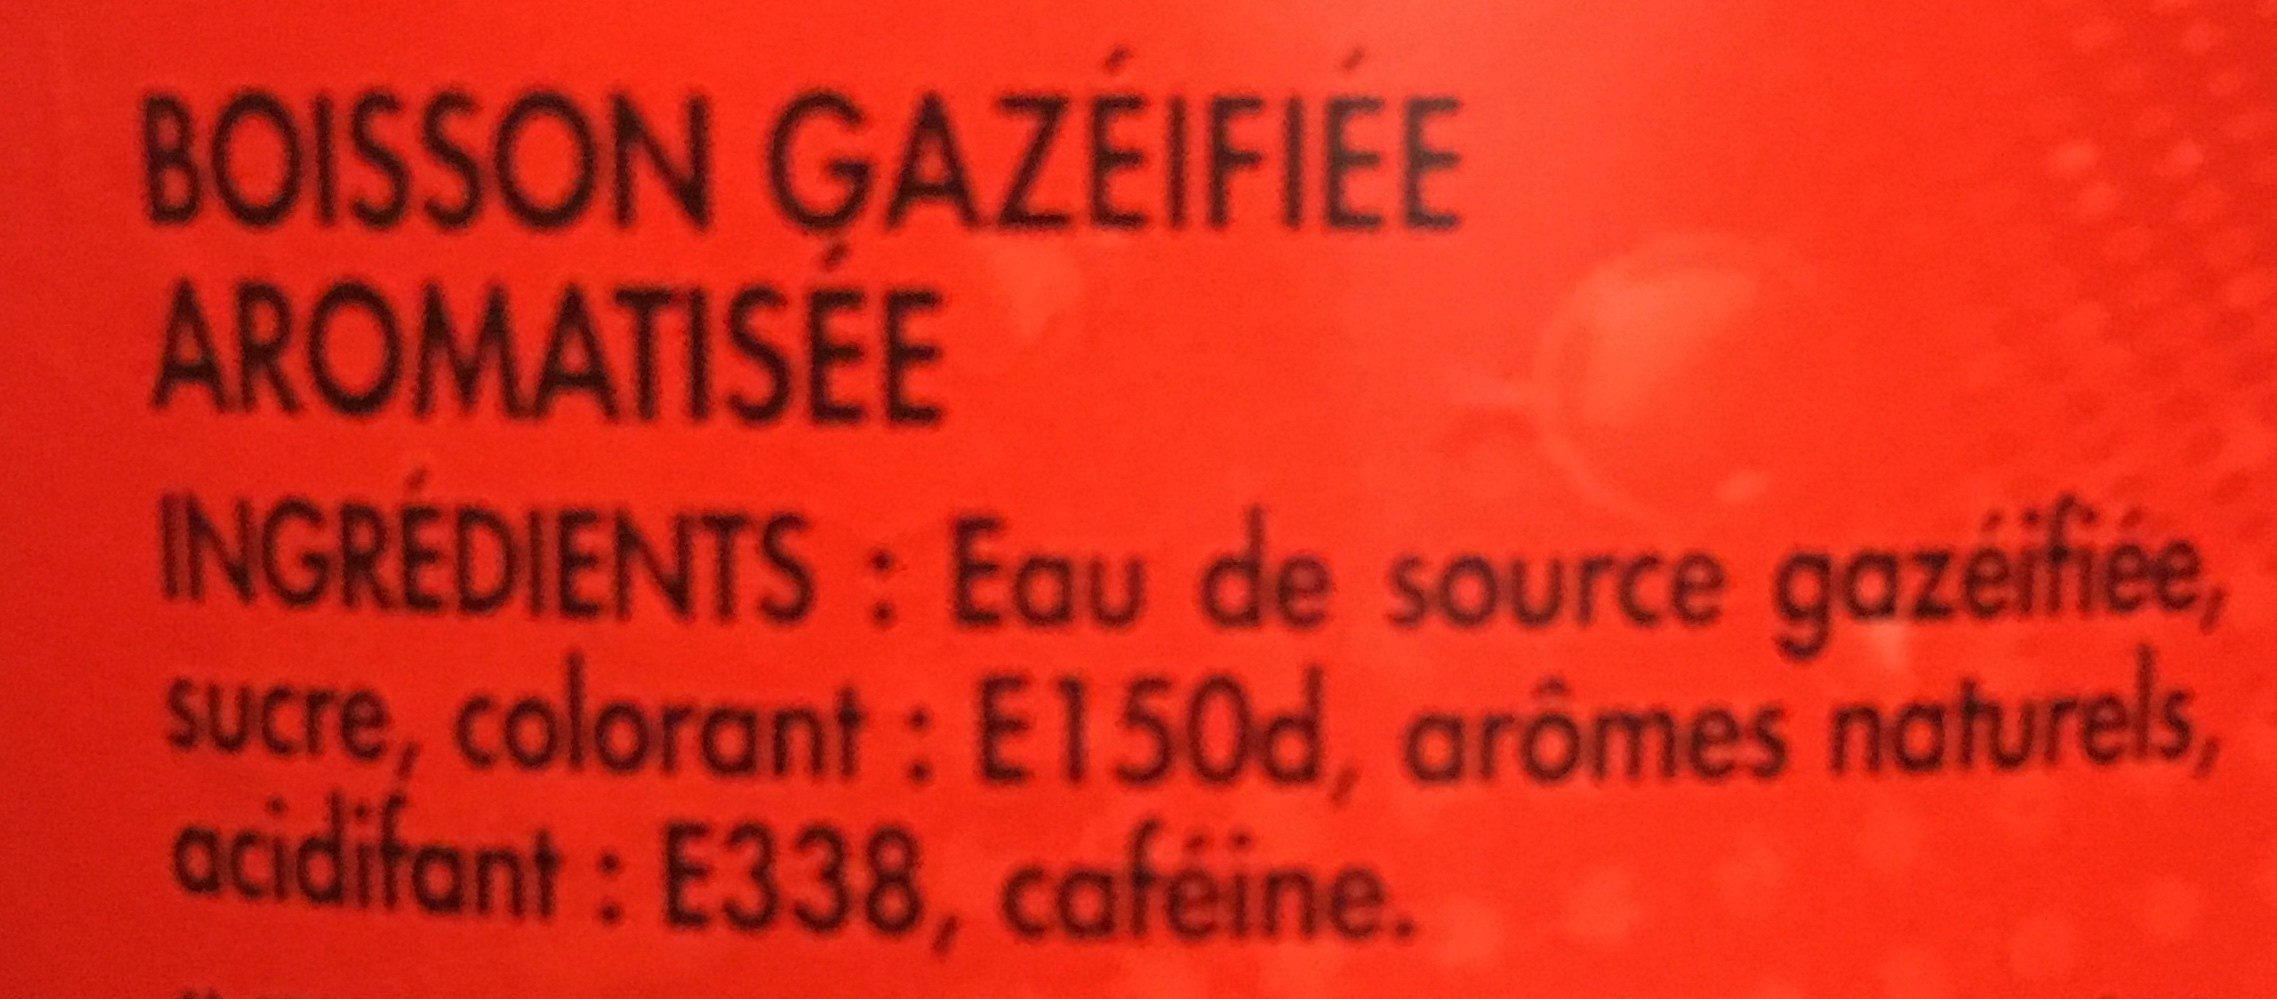 BOISSON GAZÉIFIÉE
AROMATISÉE
INGRÉDIENTS : Eau de source gazéifiée,
sucre, colorant : E150d, arômes naturels,
acidifant : E338, caféine.